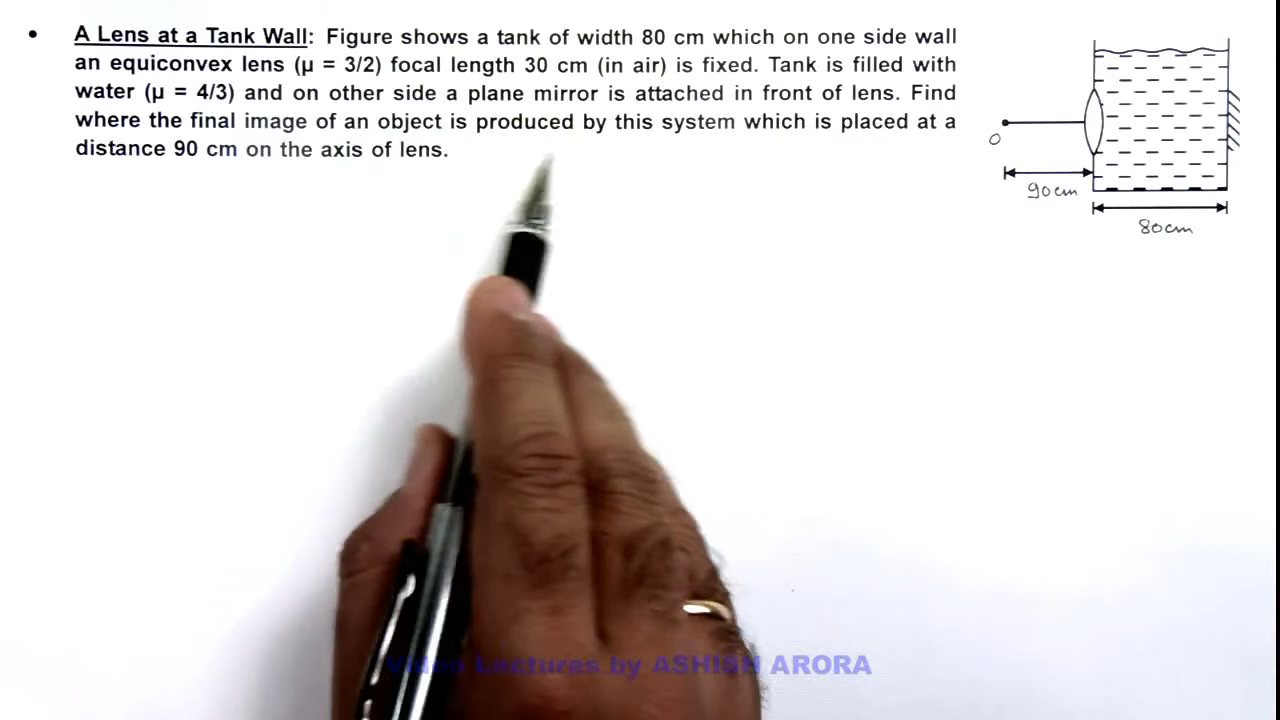 • A Lens at a Tank Wall: Figure shows a tank of width 80 cm which on one side wall
an equiconvex lens (μ = 3/2) focal length 30 cm (in air) is fixed. Tank is filled with
water (μ = 4/3) and on other side a plane mirror is attached in front of lens. Find
where the final image of an object is produced by this system which is placed at a
distance 90 cm on the axis of lens.
O
90cm
80cm
Video Lectures by ASHISH ARORA